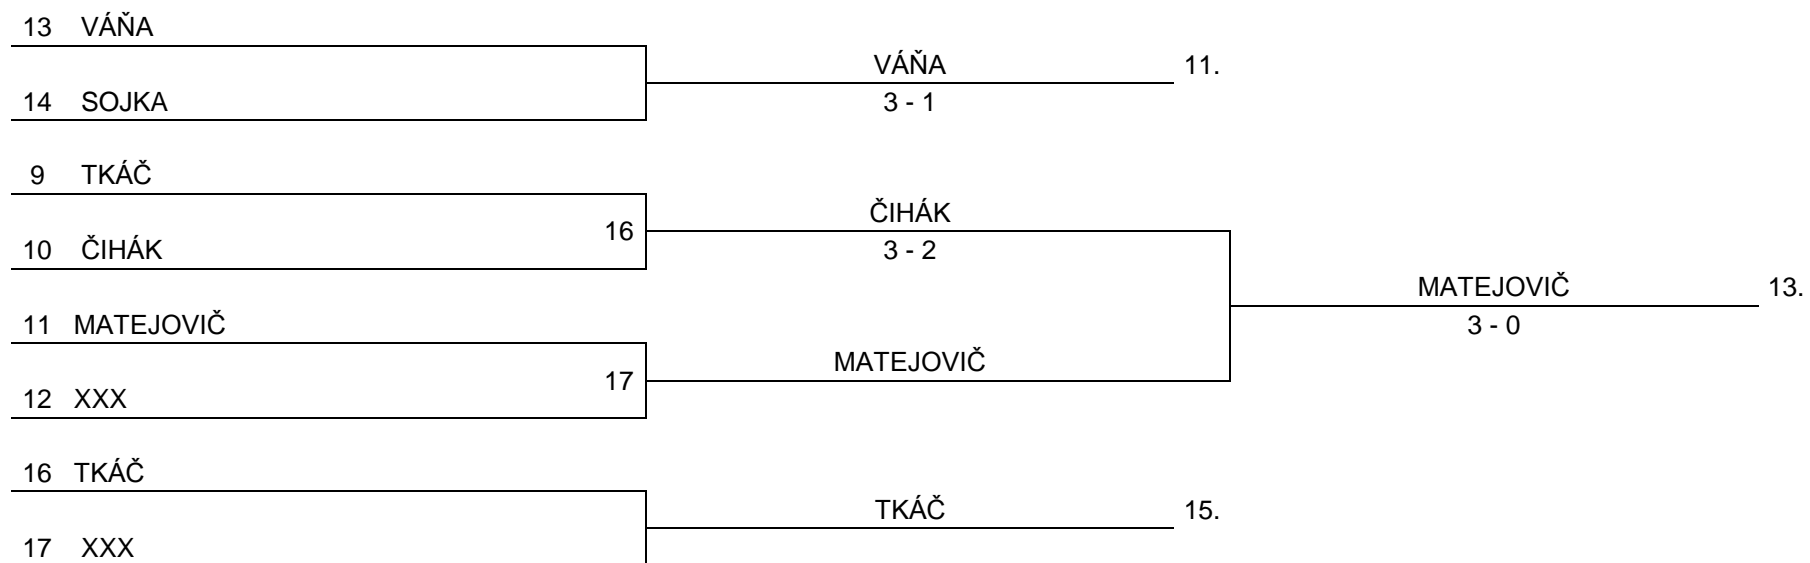 13 VÁŇA
VÁŇA 11.
14 SOJKA
3 - 1
9 TKÁČ
ČIHÁK
16
10 ČIHÁK
3 - 2
MATEJOVIČ 13.
11 MATEJOVIČ
3 - 0
MATEJOVIČ
17
12 XXX
16 TKÁČ
TKÁČ 15.
17 XXX